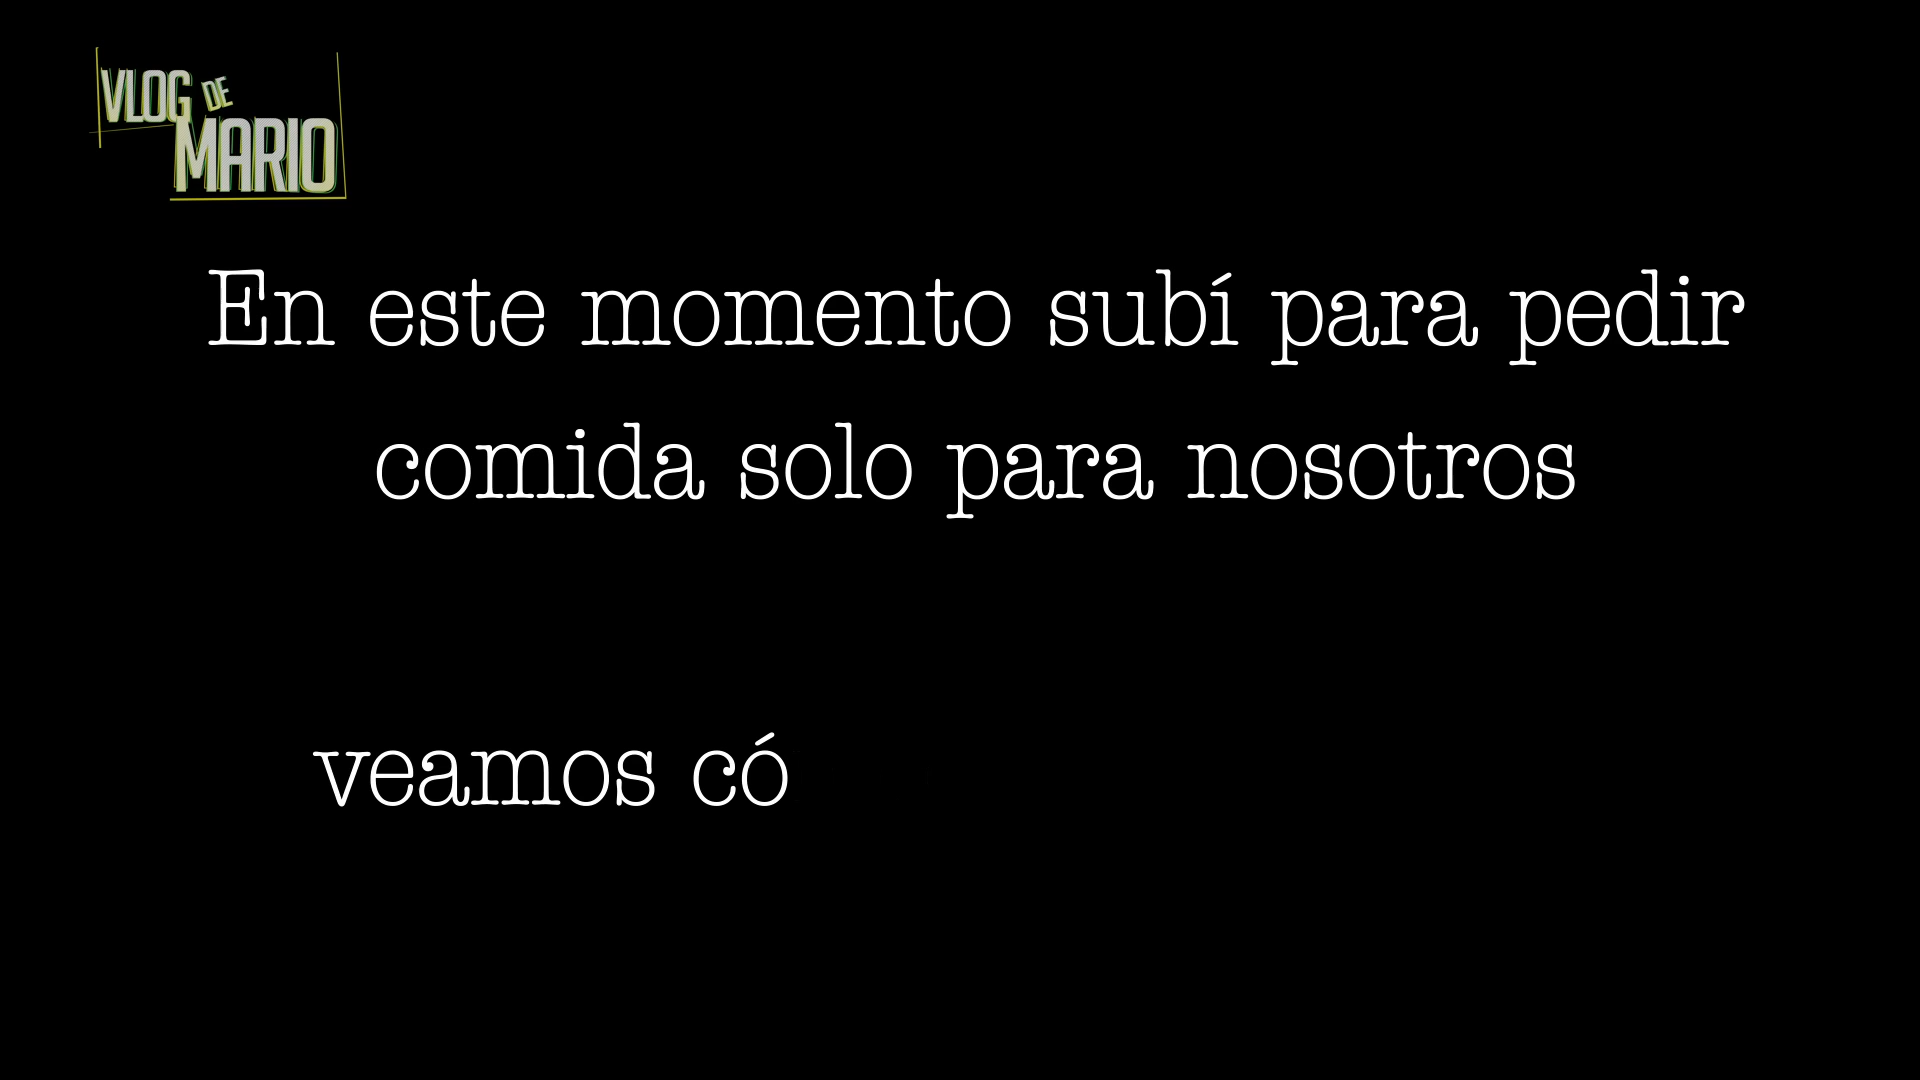 VLOG DE
MARIO
En este momento subí para pedir
comida solo para nosotros
veamos có